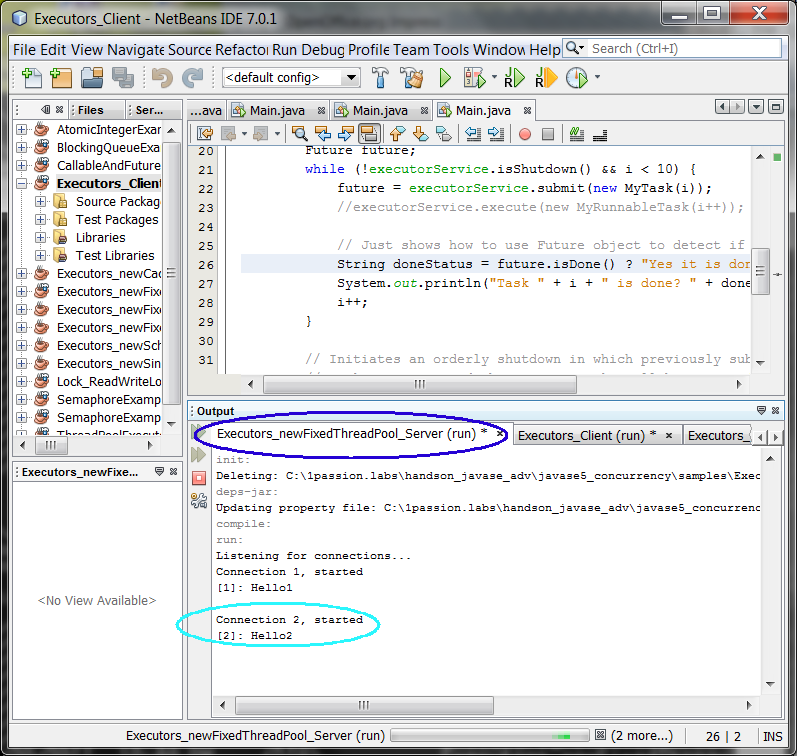 Executors_Client - NetBeans IDE 7.0.1
File Edit View Navigate Source Refactor Run Debug Profile Team Tools Window Help Search (Ctrl+I)
<default config>
Files Ser...
...ava Main.java Main.java Main.java
AtomicIntegerExam
BlockingQueueExa
CallableAndFuture
Executors_Client
Source Packag
Test Packages
Libraries
Test Libraries
Executors_newCac
Executors_newFixe
Executors_newFixe
Executors_newFixe
Executors_newSch
Executors_newSin
Lock_ReadWriteLo
SemaphoreExamp
SemaphoreExamp
ThreadPoolExecut
20 Future future;
21 while (!executorService.isShutdown() && i < 10) {
22 future = executorService.submit(new MyTask(i));
23 //executorService.execute(new MyRunnableTask(i++));
24
25 // Just shows how to use Future object to detect if
26 String doneStatus = future.isDone() ? "Yes it is don
27 System.out.println("Task " + i + " is done? " + done
28 i++;
29 }
30
31 // Initiates an orderly shutdown in which previously sub
Output
Executors_newFixedThreadPool_Server (run) * Executors_Client (run) * Executors_
init:
Deleting: C:\1passion.labs\handson_javase_adv\javase5_concurrency\samples\Exec
deps-jar:
Updating property file: C:\1passion.labs\handson_javase_adv\javase5_concurrenc
compile:
run:
Listening for connections...
Connection 1, started
[1]: Hello1
Connection 2, started
[2]: Hello2
Executors_newFixe...
<No View Available>
Executors_newFixedThreadPool_Server (run) (2 more...) 26 | 2 INS